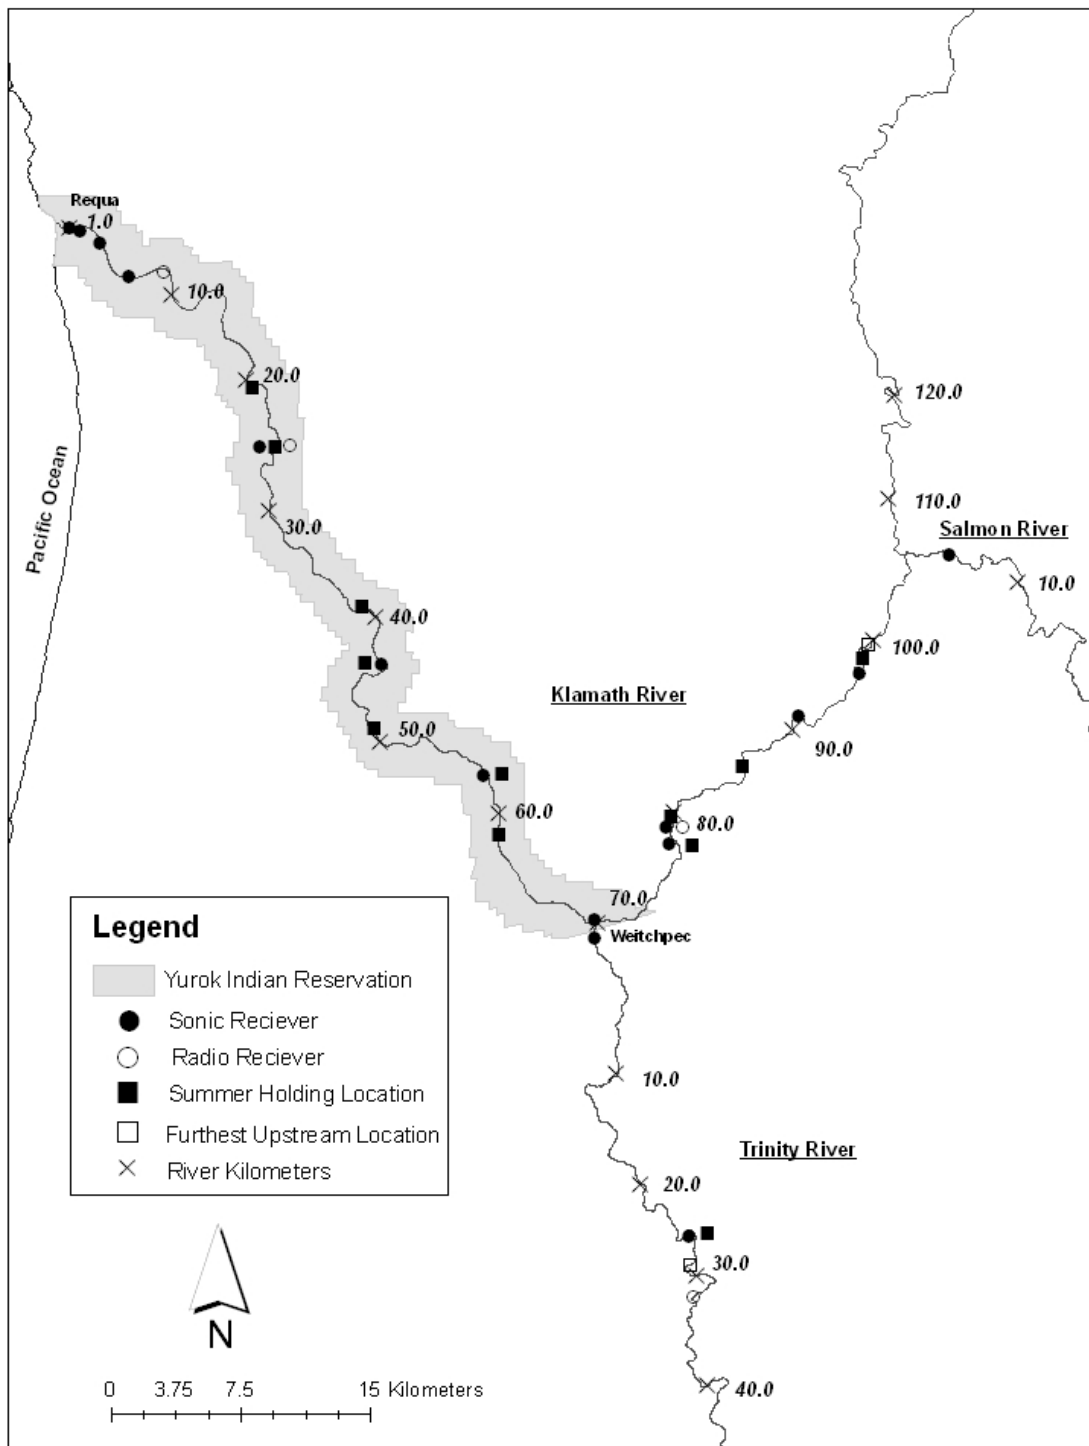 Requa
1.0
10.0
20.0
120.0
Pacific Ocean
110.0
30.0
Salmon River
10.0
40.0
100.0
Klamath River
50.0
90.0
60.0
80.0
70.0
Weitchpec
Legend
Yurok Indian Reservation
Sonic Reciever
Radio Reciever
Summer Holding Location
Furthest Upstream Location
River Kilometers
10.0
Trinity River
20.0
30.0
N
40.0
0 3.75 7.5 15 Kilometers